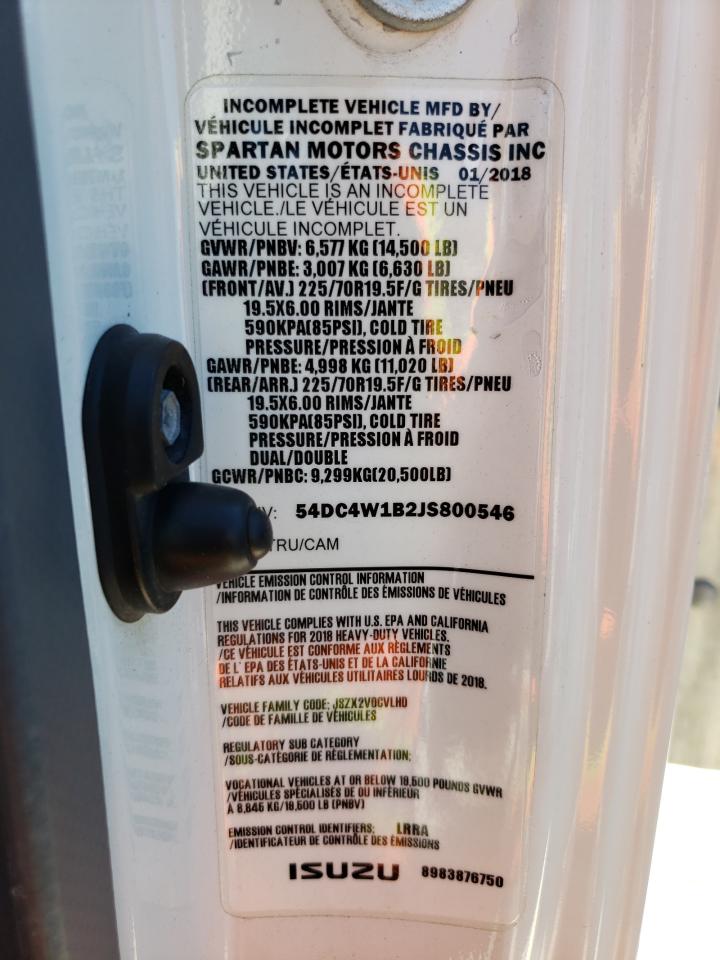 INCOMPLETE VEHICLE MFD BY/
VÉHICULE INCOMPLET FABRIQUÉ PAR
SPARTAN MOTORS CHASSIS INC
UNITED STATES/ÉTATS-UNIS 01/2018
THIS VEHICLE IS AN INCOMPLETE
VEHICLE./LE VÉHICULE EST UN
VÉHICULE INCOMPLET.
GVWR/PNBV: 6,577 KG (14,500 LB)
GAWR/PNBE: 3,007 KG (6,630 LB)
(FRONT/AV.) 225/70R19.5F/G TIRES/PNEU
19.5X6.00 RIMS/JANTE
590KPA(85PSI), COLD TIRE
PRESSURE/PRESSION À FROID
GAWR/PNBE: 4,998 KG (11,020 LB)
(REAR/ARR.) 225/70R19.5F/G TIRES/PNEU
19.5X6.00 RIMS/JANTE
590KPA(85PSI), COLD TIRE
PRESSURE/PRESSION À FROID
DUAL/DOUBLE
GCWR/PNBC: 9,299KG(20,500LB)
54DC4W1B2JS800546
TRU/CAM
VEHICLE EMISSION CONTROL INFORMATION
/INFORMATION DE CONTRÔLE DES ÉMISSIONS DE VÉHICULES
THIS VEHICLE COMPLIES WITH U.S. EPA AND CALIFORNIA
REGULATIONS FOR 2018 HEAVY-DUTY VEHICLES.
/CE VÉHICULE EST CONFORME AUX RÈGLEMENTS
DE L' EPA DES ÉTATS-UNIS ET DE LA CALIFORNIE
RELATIFS AUX VÉHICULES UTILITAIRES LOURDS DE 2018.
VEHICLE FAMILY CODE: JSZX2VOCVLHD
/CODE DE FAMILLE DE VÉHICULES
REGULATORY SUB CATEGORY
/SOUS-CATÉGORIE DE RÉGLEMENTATION:
VOCATIONAL VEHICLES AT OR BELOW 19,500 POUNDS GVWR
/VÉHICULES SPÉCIALISÉS DE OU INFÉRIEUR
À 8,845 KG/19,500 LB (PNBV)
EMISSION CONTROL IDENTIFIERS: LRRA
/IDENTIFICATEUR DE CONTRÔLE DES ÉMISSIONS
ISUZU 8983876750